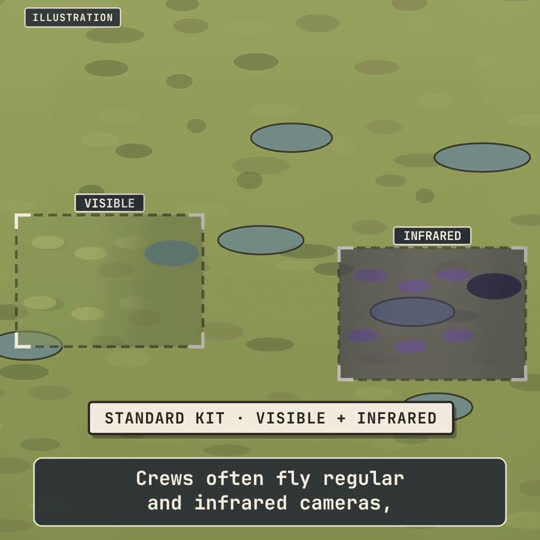 ILLUSTRATION
VISIBLE
INFRARED
STANDARD KIT · VISIBLE + INFRARED
Crews often fly regular
and infrared cameras,